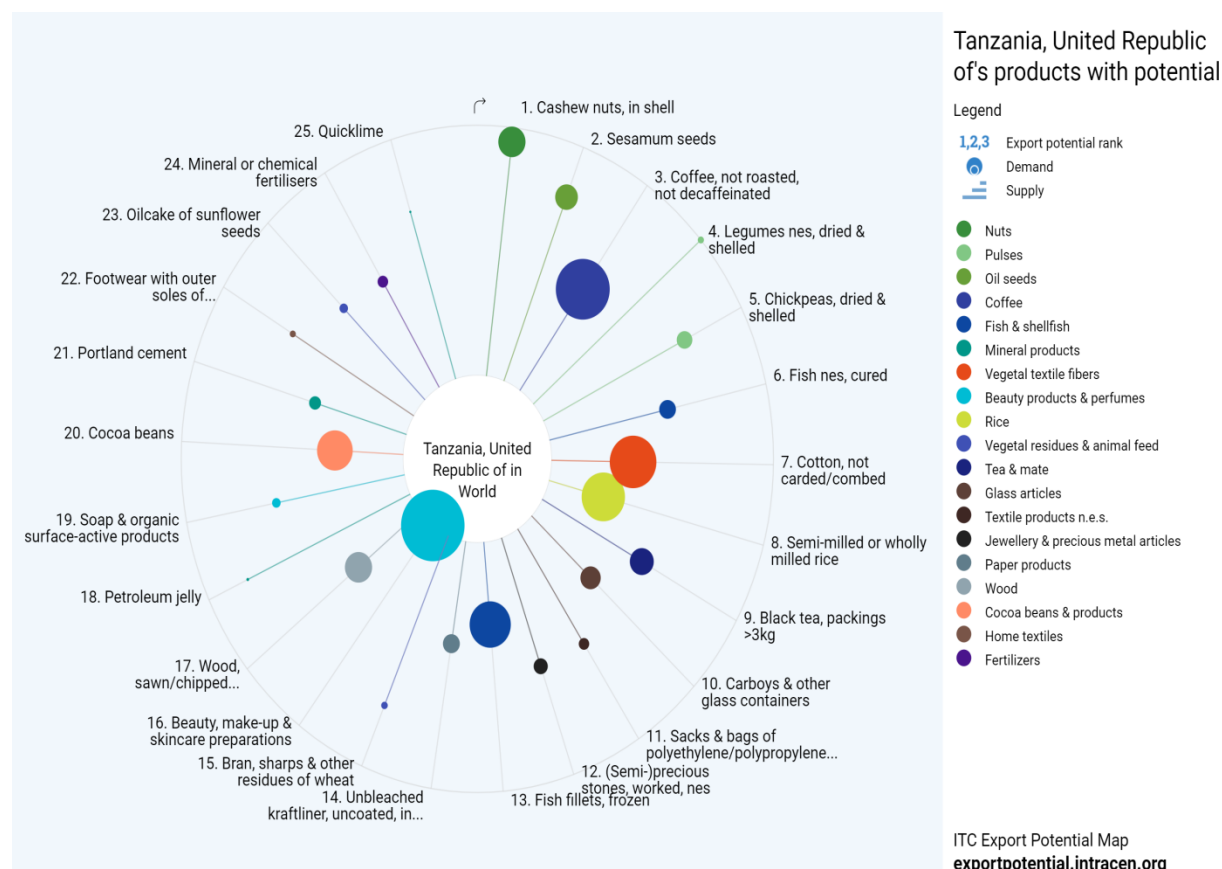 Tanzania, United Republic
of's products with potential
Legend
1,2,3 Export potential rank
Demand
Supply
Nuts
Pulses
Oil seeds
Coffee
Fish & shellfish
Mineral products
Vegetal textile fibers
Beauty products & perfumes
Rice
Vegetal residues & animal feed
Tea & mate
Glass articles
Textile products n.e.s.
Jewellery & precious metal articles
Paper products
Wood
Cocoa beans & products
Home textiles
Fertilizers
1. Cashew nuts, in shell
2. Sesamum seeds
3. Coffee, not roasted,
not decaffeinated
4. Legumes nes, dried &
shelled
5. Chickpeas, dried &
shelled
6. Fish nes, cured
7. Cotton, not
carded/combed
8. Semi-milled or wholly
milled rice
9. Black tea, packings
>3kg
10. Carboys & other
glass containers
11. Sacks & bags of
polyethylene/polypropylene...
12. (Semi-)precious
stones, worked, nes
13. Fish fillets, frozen
14. Unbleached
kraftliner, uncoated, in...
15. Bran, sharps & other
residues of wheat
16. Beauty, make-up &
skincare preparations
17. Wood,
sawn/chipped...
18. Petroleum jelly
19. Soap & organic
surface-active products
20. Cocoa beans
21. Portland cement
22. Footwear with outer
soles of...
23. Oilcake of sunflower
seeds
24. Mineral or chemical
fertilisers
25. Quicklime
Tanzania, United
Republic of in
World
ITC Export Potential Map
exportpotential.intracen.org